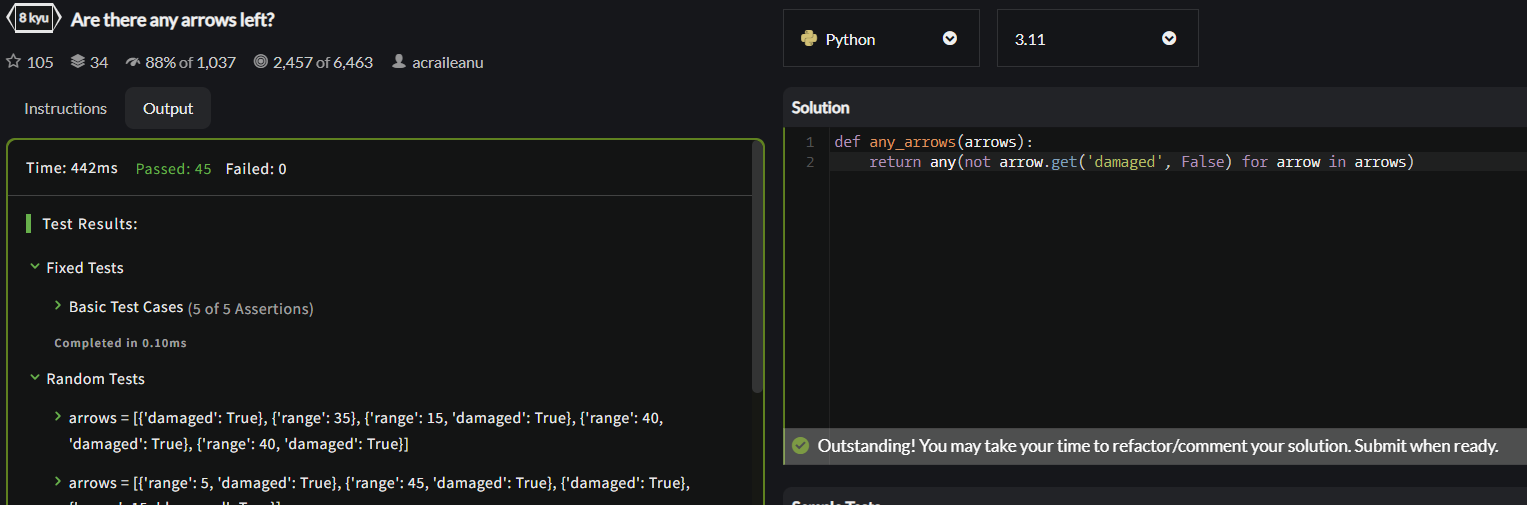 8 kyu Are there any arrows left?
105 34 88% of 1,037 2,457 of 6,463 acraileanu
Instructions Output
Time: 442ms Passed: 45 Failed: 0
Test Results:
Fixed Tests
Basic Test Cases (5 of 5 Assertions)
Completed in 0.10ms
Random Tests
arrows = [{'damaged': True}, {'range': 35}, {'range': 15, 'damaged': True}, {'range': 40,
'damaged': True}, {'range': 40, 'damaged': True}]
arrows = [{'range': 5, 'damaged': True}, {'range': 45, 'damaged': True}, {'damaged': True},
Python 3.11
Solution
1 def any_arrows(arrows):
2 return any(not arrow.get('damaged', False) for arrow in arrows)
Outstanding! You may take your time to refactor/comment your solution. Submit when ready.
Sample Tests